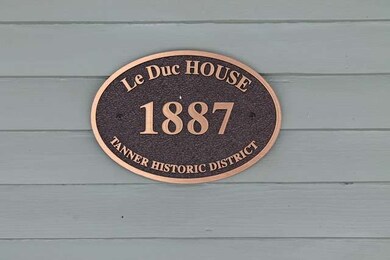 Le Duc HOUSE
1887
TANNER HISTORIC DISTRICT